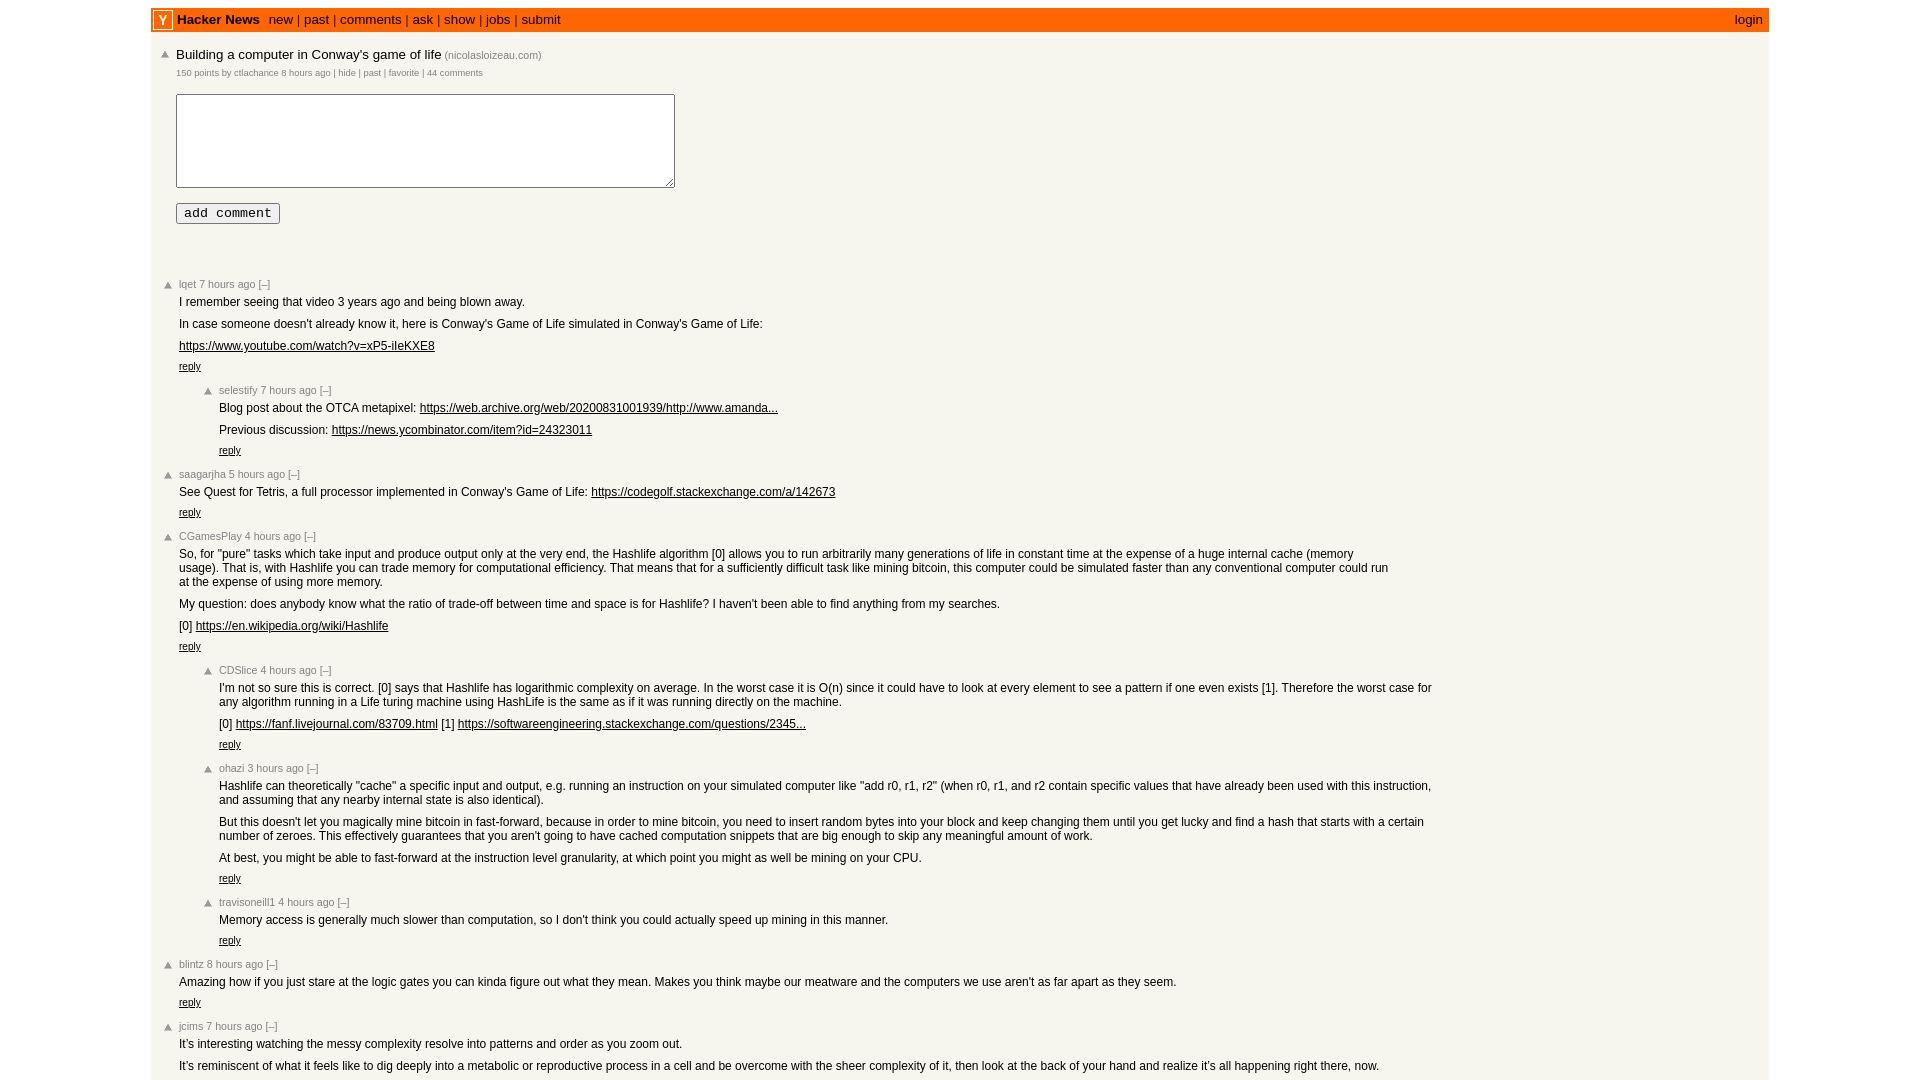 Y Hacker News new | past | comments | ask | show | jobs | submit login
Building a computer in Conway's game of life (nicolasloizeau.com)
150 points by ctlachance 8 hours ago | hide | past | favorite | 44 comments
add comment
lqet 7 hours ago [–]
I remember seeing that video 3 years ago and being blown away.
In case someone doesn't already know it, here is Conway's Game of Life simulated in Conway's Game of Life:
https://www.youtube.com/watch?v=xP5-iIeKXE8
reply
selestify 7 hours ago [–]
Blog post about the OTCA metapixel: https://web.archive.org/web/20200831001939/http://www.amanda...
Previous discussion: https://news.ycombinator.com/item?id=24323011
reply
saagarjha 5 hours ago [–]
See Quest for Tetris, a full processor implemented in Conway's Game of Life: https://codegolf.stackexchange.com/a/142673
reply
CGamesPlay 4 hours ago [–]
So, for "pure" tasks which take input and produce output only at the very end, the Hashlife algorithm [0] allows you to run arbitrarily many generations of life in constant time at the expense of a huge internal cache (memory
usage). That is, with Hashlife you can trade memory for computational efficiency. That means that for a sufficiently difficult task like mining bitcoin, this computer could be simulated faster than any conventional computer could run
at the expense of using more memory.
My question: does anybody know what the ratio of trade-off between time and space is for Hashlife? I haven't been able to find anything from my searches.
[0] https://en.wikipedia.org/wiki/Hashlife
reply
CDSlice 4 hours ago [–]
I'm not so sure this is correct. [0] says that Hashlife has logarithmic complexity on average. In the worst case it is O(n) since it could have to look at every element to see a pattern if one even exists [1]. Therefore the worst case for
any algorithm running in a Life turing machine using HashLife is the same as if it was running directly on the machine.
[0] https://fanf.livejournal.com/83709.html [1] https://softwareengineering.stackexchange.com/questions/2345...
reply
ohazi 3 hours ago [–]
Hashlife can theoretically "cache" a specific input and output, e.g. running an instruction on your simulated computer like "add r0, r1, r2" (when r0, r1, and r2 contain specific values that have already been used with this instruction,
and assuming that any nearby internal state is also identical).
But this doesn't let you magically mine bitcoin in fast-forward, because in order to mine bitcoin, you need to insert random bytes into your block and keep changing them until you get lucky and find a hash that starts with a certain
number of zeroes. This effectively guarantees that you aren't going to have cached computation snippets that are big enough to skip any meaningful amount of work.
At best, you might be able to fast-forward at the instruction level granularity, at which point you might as well be mining on your CPU.
reply
travisoneill1 4 hours ago [–]
Memory access is generally much slower than computation, so I don't think you could actually speed up mining in this manner.
reply
blintz 8 hours ago [–]
Amazing how if you just stare at the logic gates you can kinda figure out what they mean. Makes you think maybe our meatware and the computers we use aren't as far apart as they seem.
reply
jcims 7 hours ago [–]
It’s interesting watching the messy complexity resolve into patterns and order as you zoom out.
It’s reminiscent of what it feels like to dig deeply into a metabolic or reproductive process in a cell and be overcome with the sheer complexity of it, then look at the back of your hand and realize it’s all happening right there, now.